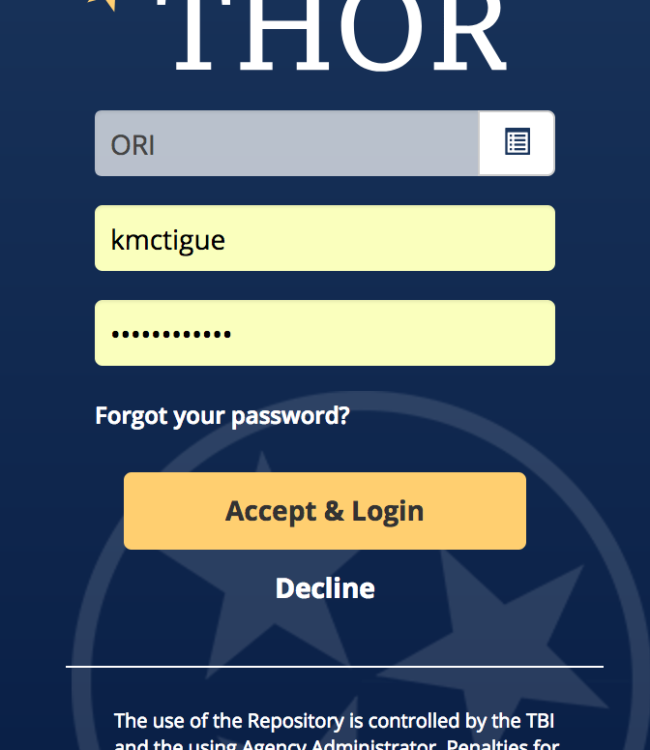 THOR
ORI
kmctigue
••••••••••••
Forgot your password?
Accept & Login
Decline
The use of the Repository is controlled by the TBI
and the using Agency Administrator. Penalties for